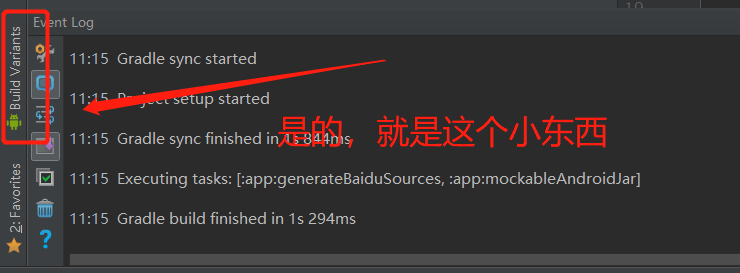 10
Event Log
Build Variants
11:15 Gradle sync started
11:15 Project setup started
是的，就是这个小东西
11:15 Gradle sync finished in 1s 844ms
11:15 Executing tasks: [:app:generateBaiduSources, :app:mockableAndroidJar]
2: Favorites
11:15 Gradle build finished in 1s 294ms
?